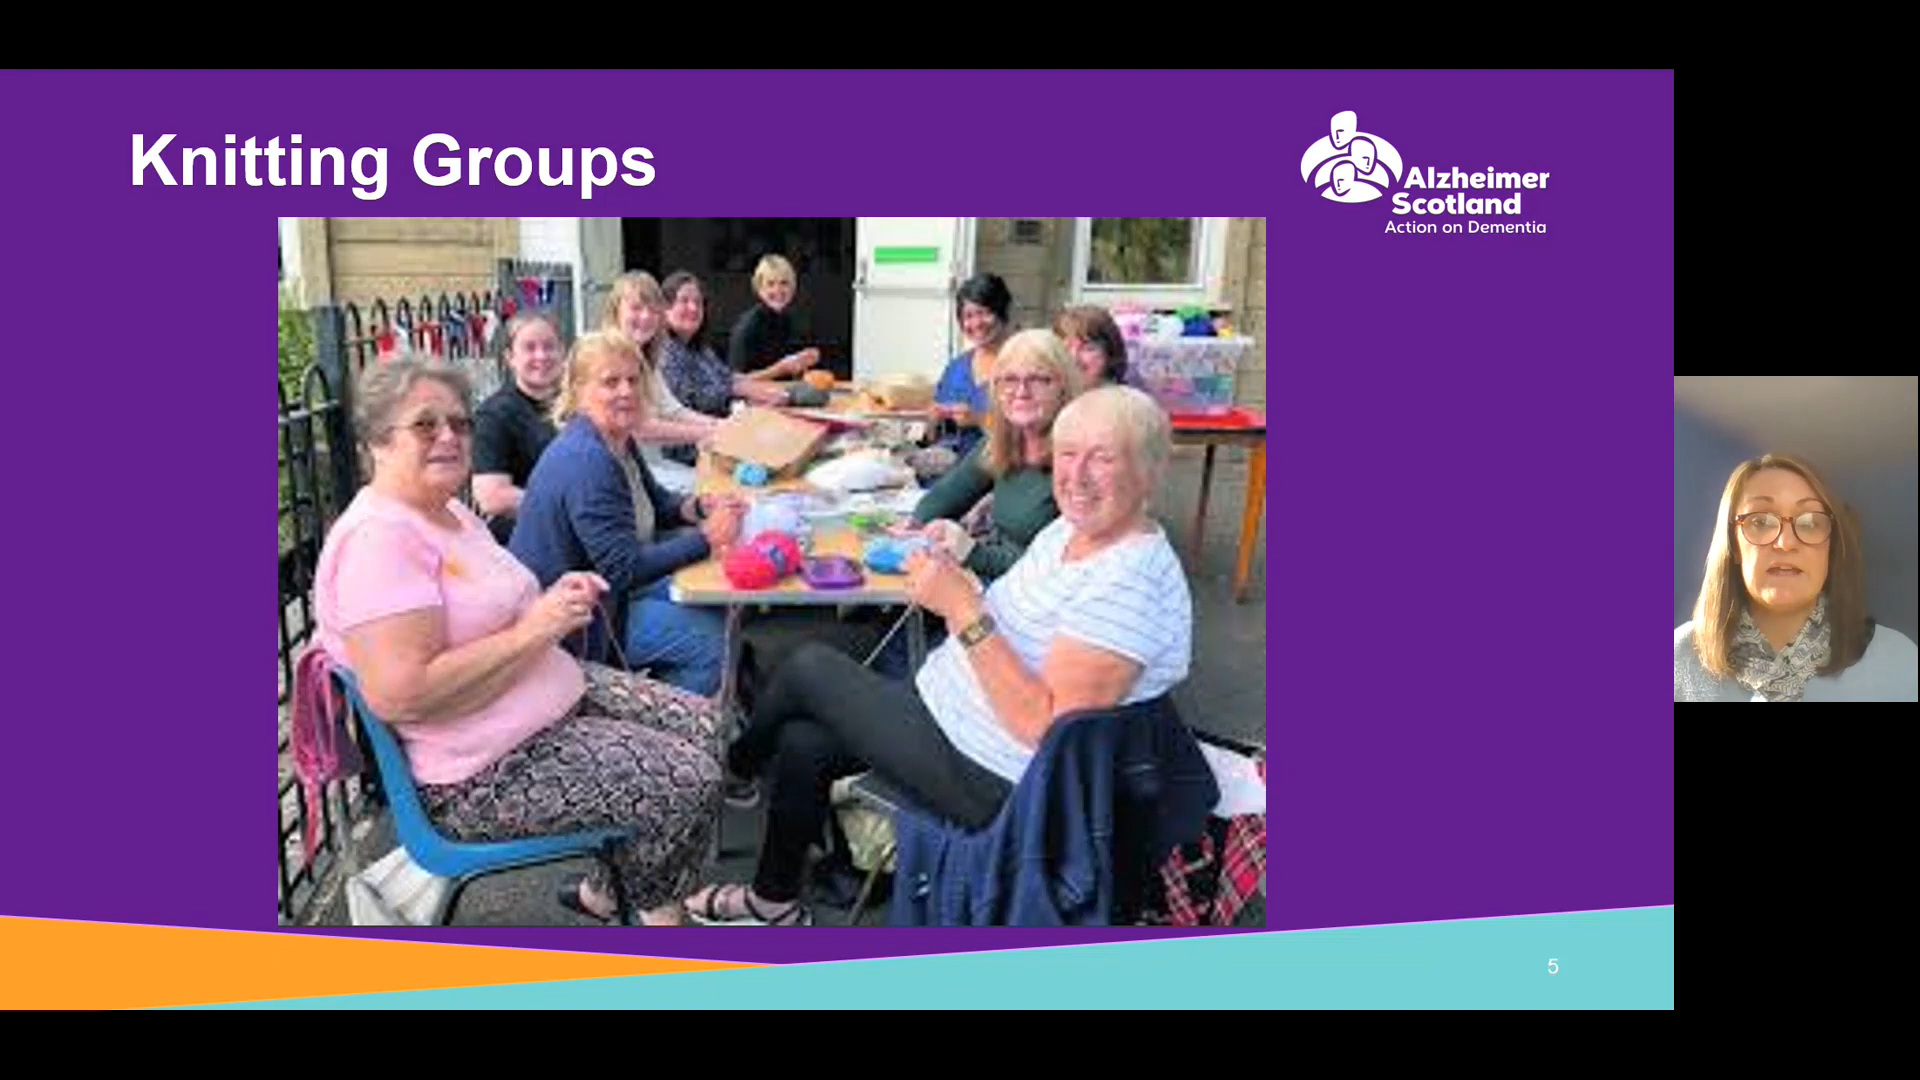 Knitting Groups
Alzheimer
Scotland
Action on Dementia
5